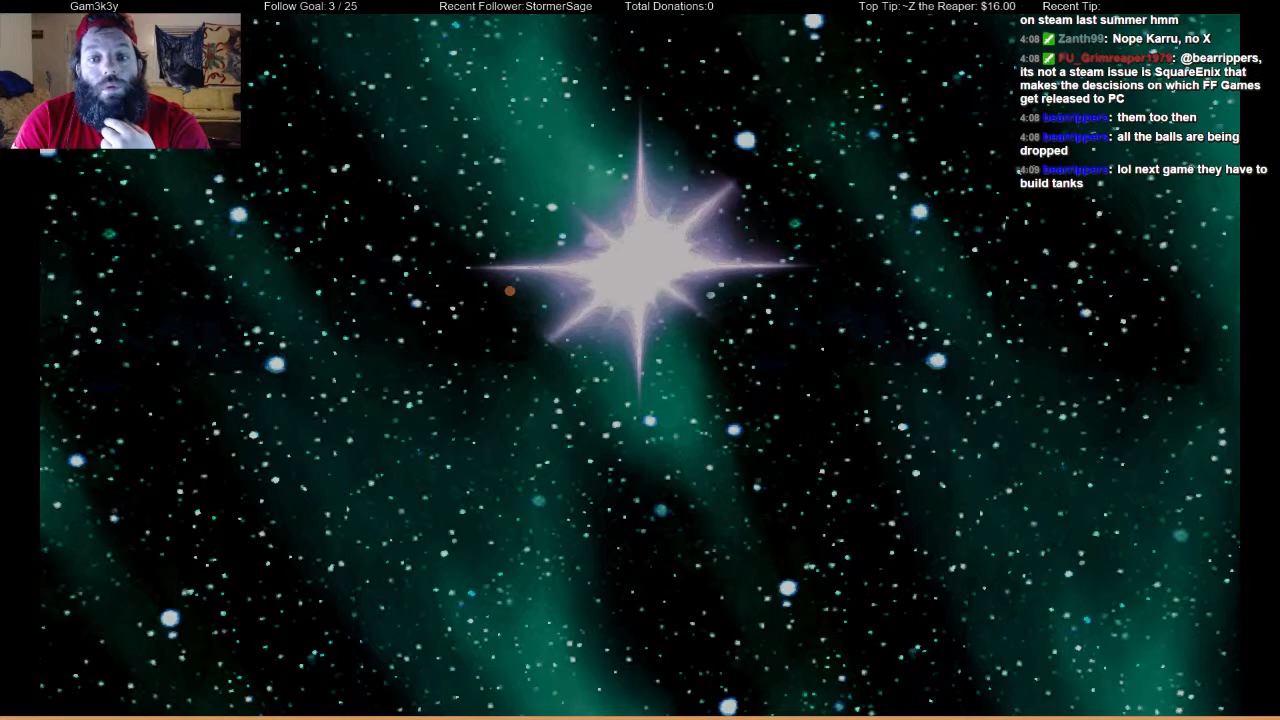 Gam3k3y Follow Goal: 3 / 25 Recent Follower:StormerSage Total Donations:0 Top Tip:~Z the Reaper: $16.00 Recent Tip:
on steam last summer hmm
4:08 Zanth99: Nope Karru, no X
4:08 FU_Grimreaper1979: @bearrippers,
its not a steam issue is SquareEnix that
makes the descisions on which FF Games
get released to PC
4:08 bearrippers: them too then
4:08 bearrippers: all the balls are being
dropped
4:09 bearrippers: lol next game they have to
build tanks